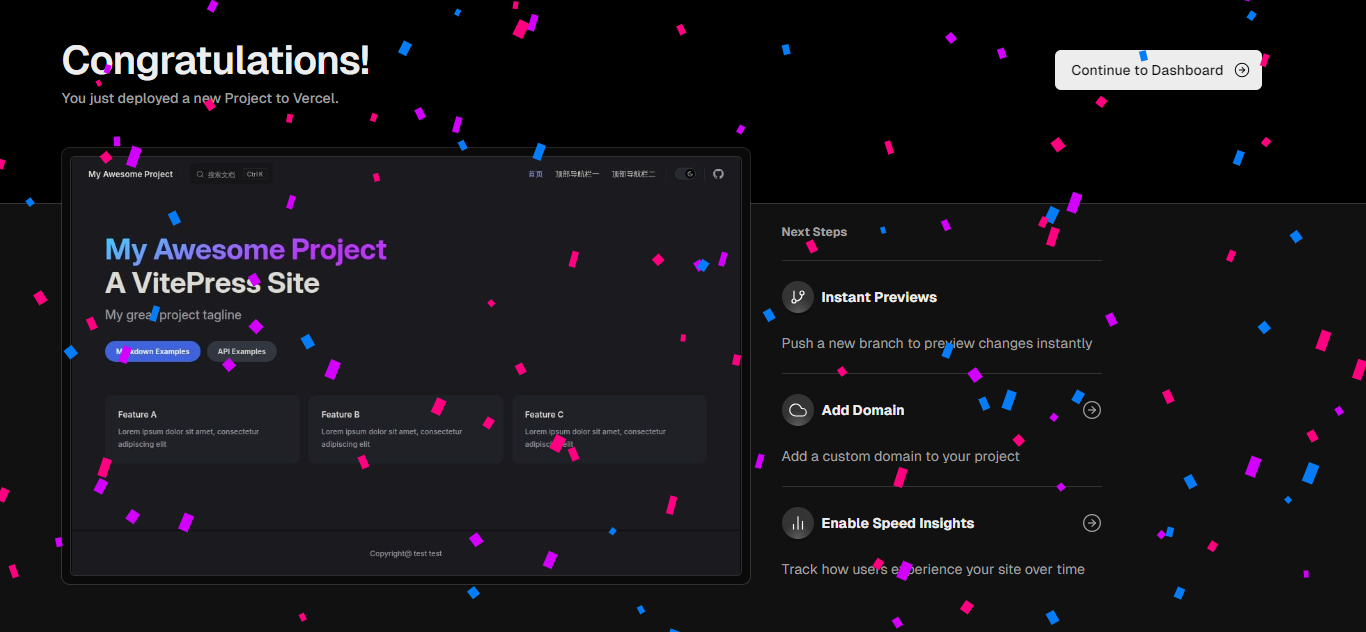 Congratulations!
You just deployed a new Project to Vercel.
Continue to Dashboard
My Awesome Project
搜索文档
Ctrl K
首页
顶部导航栏一
顶部导航栏二
My Awesome Project
A VitePress Site
My great project tagline
Markdown Examples
API Examples
Feature A
Lorem ipsum dolor sit amet, consectetur
adipiscing elit
Feature B
Lorem ipsum dolor sit amet, consectetur
adipiscing elit
Feature C
Lorem ipsum dolor sit amet, consectetur
adipiscing elit
Copyright@ test test
Next Steps
Instant Previews
Push a new branch to preview changes instantly
Add Domain
Add a custom domain to your project
Enable Speed Insights
Track how users experience your site over time